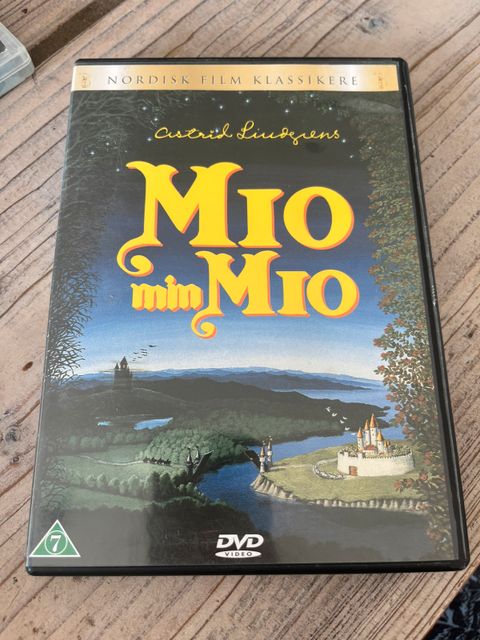 NORDISK FILM KLASSIKERE
Astrid Lindgrens
MIO
min MIO
7
DVD
VIDEO